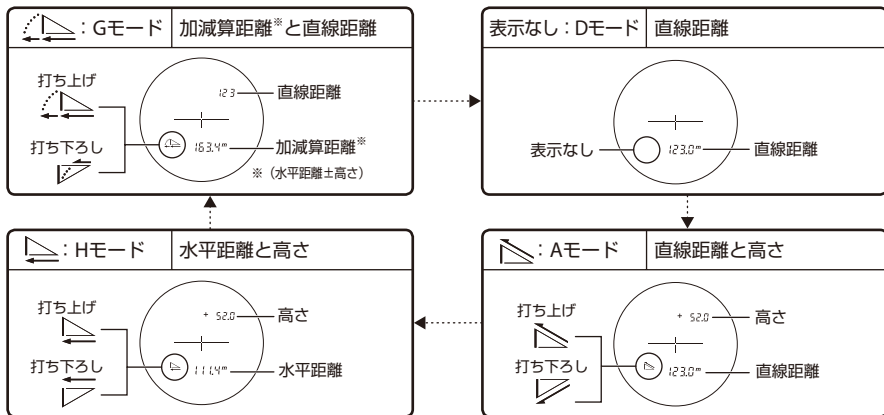 ：Gモード 加減算距離※と直線距離
打ち上げ
打ち下ろし
123
直線距離
163.4m
加減算距離※
※（水平距離±高さ）
表示なし：Dモード 直線距離
表示なし
123.0m
直線距離
：Hモード 水平距離と高さ
打ち上げ
打ち下ろし
+ 52.0
高さ
111.4m
水平距離
：Aモード 直線距離と高さ
打ち上げ
打ち下ろし
+ 52.0
高さ
123.0m
直線距離